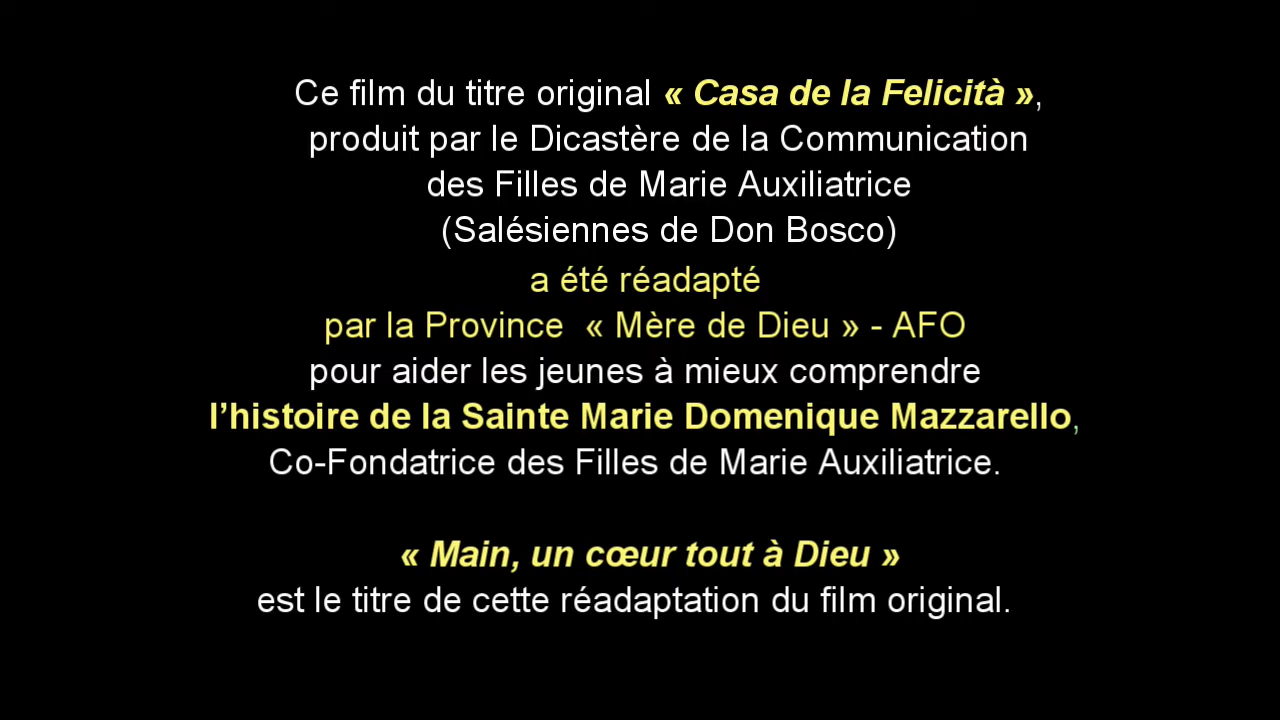 Ce film du titre original « Casa de la Felicità »,
produit par le Dicastère de la Communication
des Filles de Marie Auxiliatrice
(Salésiennes de Don Bosco)
a été réadapté
par la Province « Mère de Dieu » - AFO
pour aider les jeunes à mieux comprendre
l’histoire de la Sainte Marie Domenique Mazzarello,
Co-Fondatrice des Filles de Marie Auxiliatrice.
« Main, un cœur tout à Dieu »
est le titre de cette réadaptation du film original.